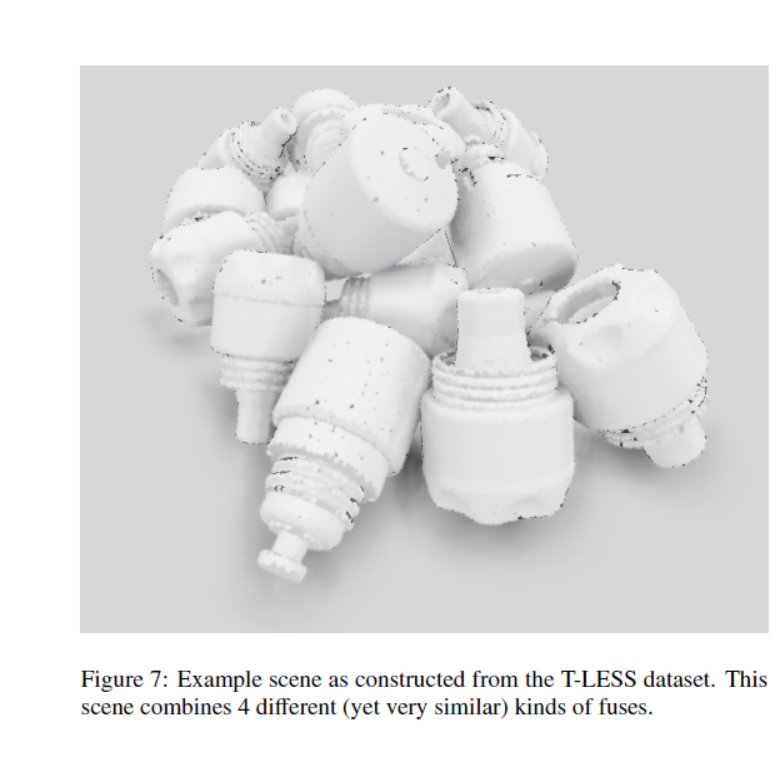 Figure 7: Example scene as constructed from the T-LESS dataset. This
scene combines 4 different (yet very similar) kinds of fuses.